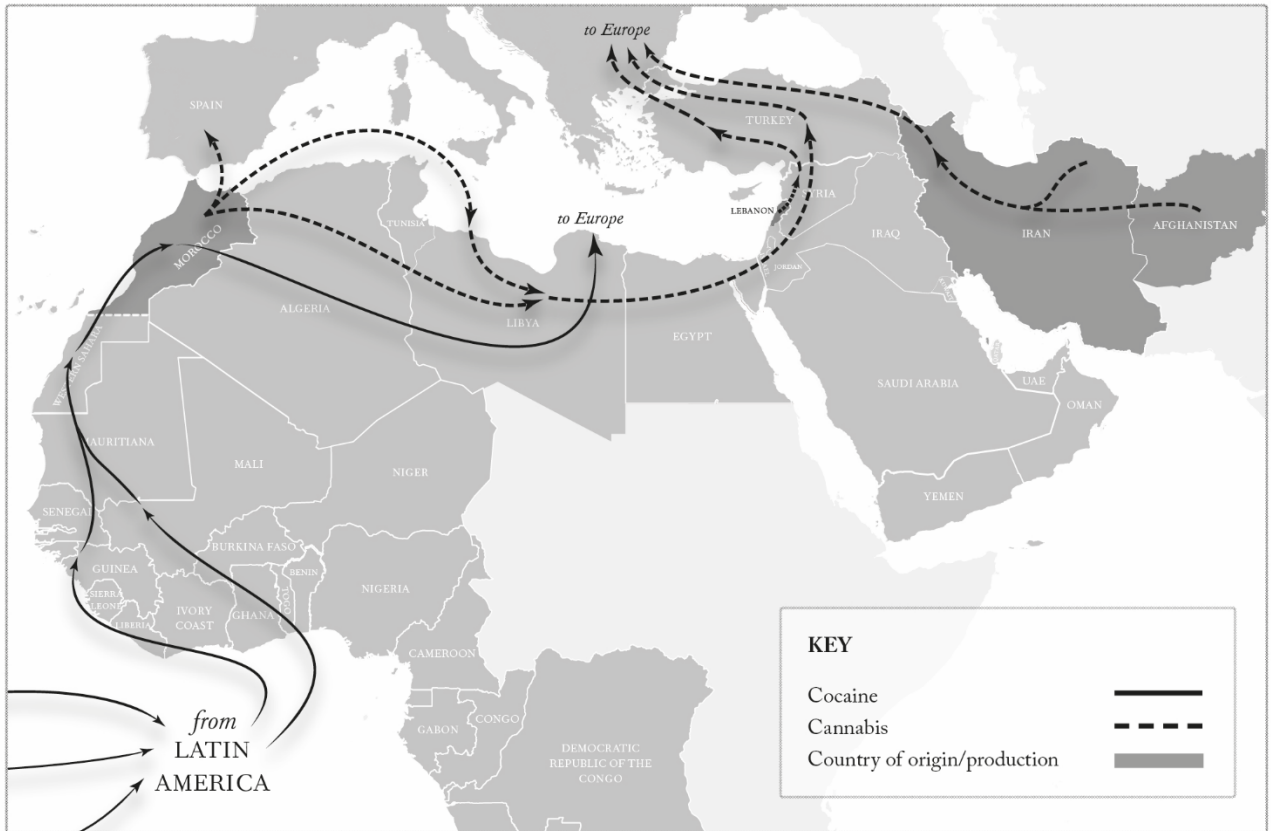 to Europe
SPAIN
TURKEY
SYRIA
LEBANON
to Europe
TUNISIA
MOROCCO
IRAQ
IRAN
AFGHANISTAN
JORDAN
ALGERIA
LIBYA
EGYPT
WESTERN SAHARA
SAUDI ARABIA
UAE
OMAN
MAURITIANA
MALI
NIGER
YEMEN
SENEGAL
BURKINA FASO
BENIN
GUINEA
NIGERIA
SIERRA
LEONE
IVORY
COAST
GHANA
TOGO
LIBERIA
CAMEROON
GABON
CONGO
DEMOCRATIC
REPUBLIC OF THE
CONGO
from
LATIN
AMERICA
KEY
Cocaine
Cannabis
Country of origin/production